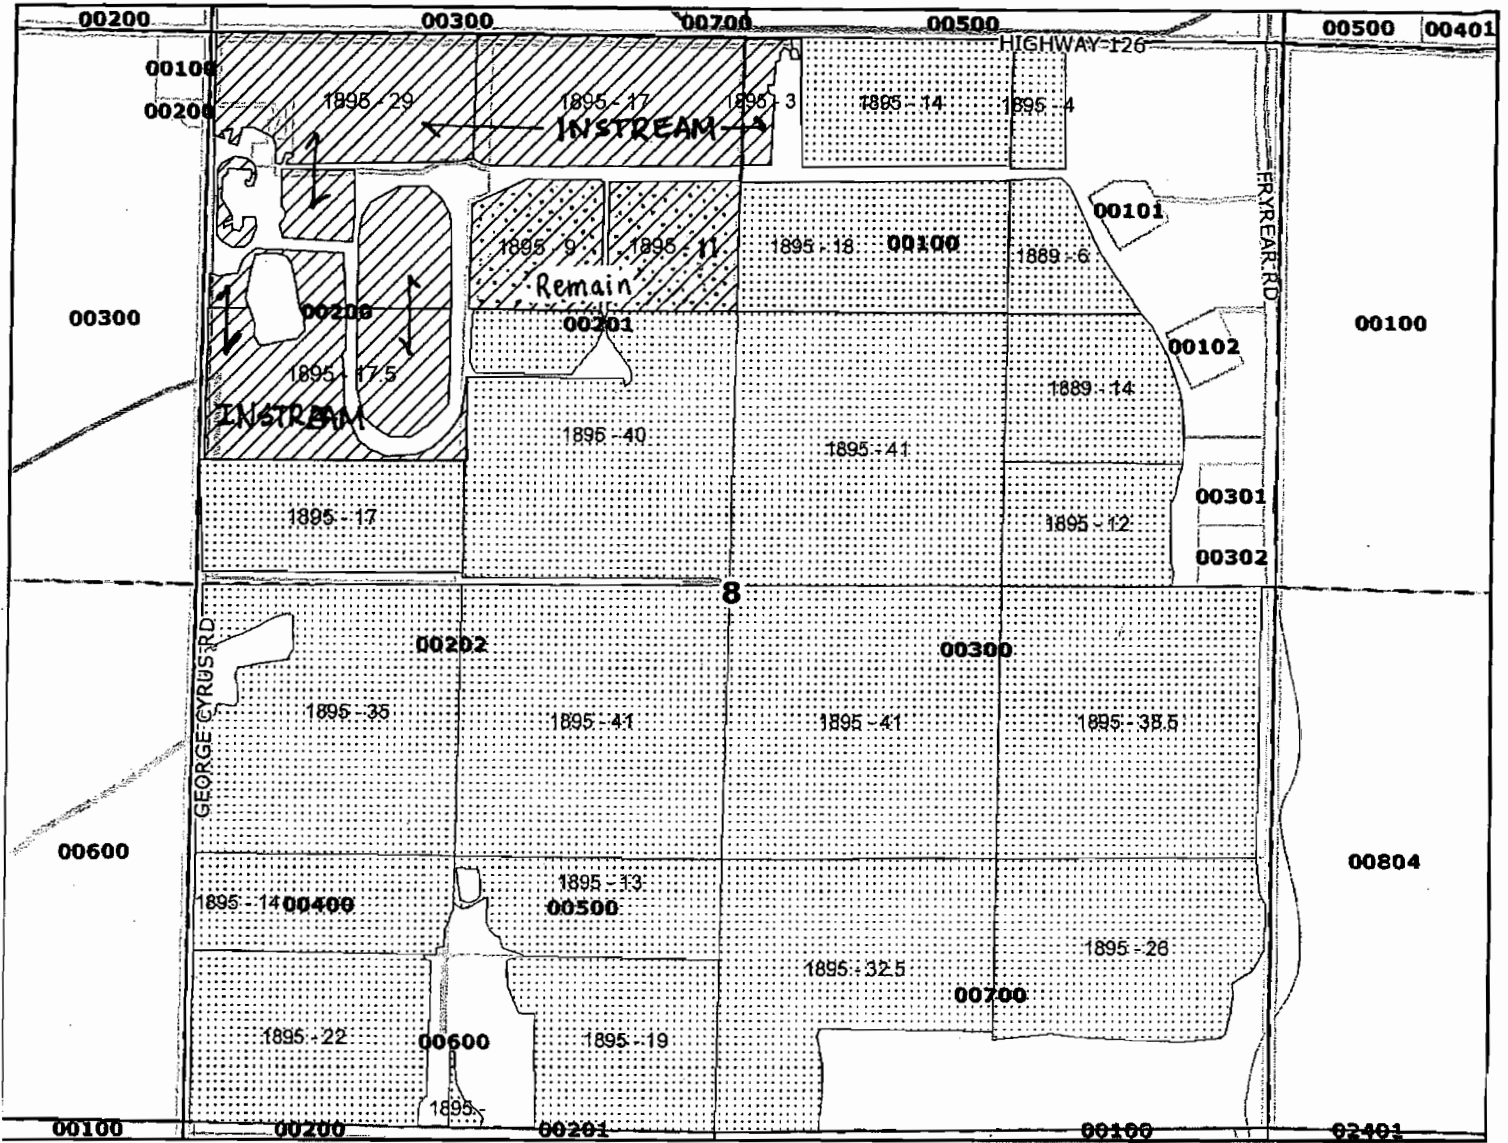 00200 00300 00700 00500 00500 00401
HIGHWAY 126
00100
1895 - 29 1895 - 17 1895 - 3 1895 - 14 1895 - 4
00200
INSTREAM
FRYREAR RD
00101
1895 - 9 1895 - 11 1895 - 18 00100 1889 - 6
Remain
00300 00200 00201 00100
00102
1895 - 17.5 1889 - 14
INSTREAM
1895 - 40 1895 - 41
00301
1895 - 17 1895 - 12
00302
8
GEORGE CYRUS RD
00202 00300
1895 - 35 1895 - 41 1895 - 41 1895 - 38.5
00600 00804
1895 - 13
1895 - 14 00400 00500
1895 - 26
1895 - 32.5
00700
1895 - 22 00600 1895 - 19
1895 -
00100 00200 00201 00100 02401